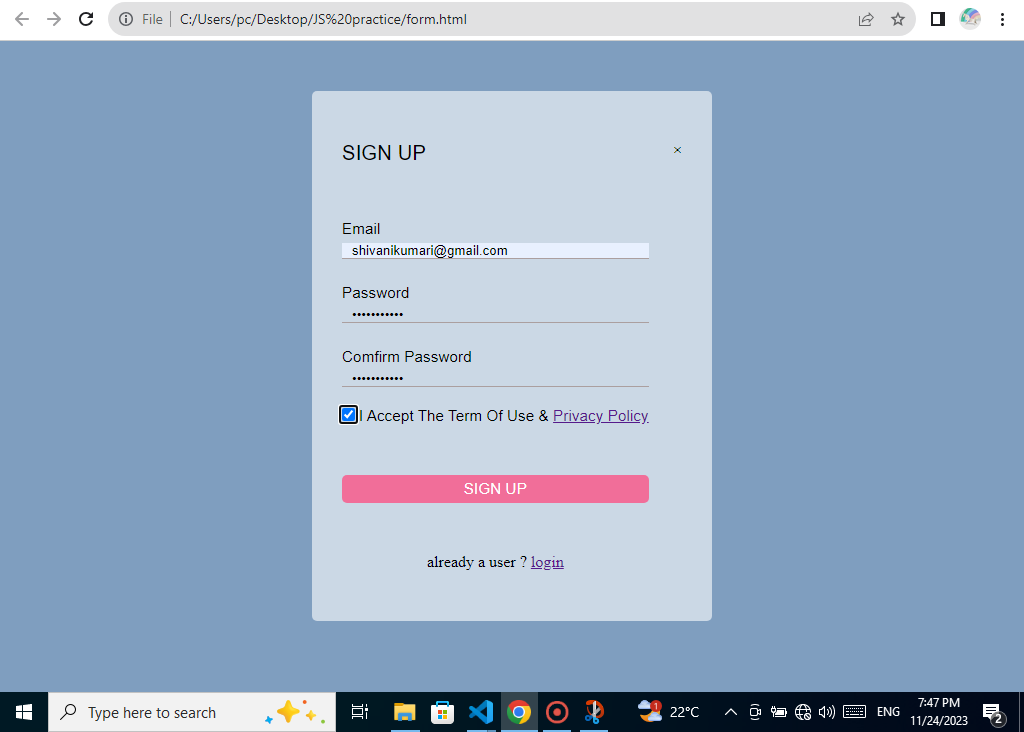 File C:/Users/pc/Desktop/JS%20practice/form.html
SIGN UP ×
Email
shivanikumari@gmail.com
Password
•••••••••••
Comfirm Password
•••••••••••
I Accept The Term Of Use & Privacy Policy
SIGN UP
already a user ? login
Type here to search
1
22°C
ENG
7:47 PM
11/24/2023
2